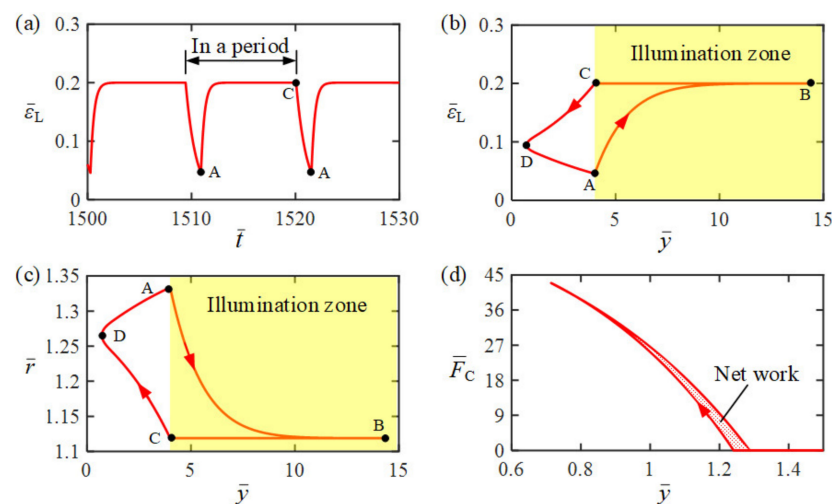 (a)
In a period
0.3
0.2
0.1
0
ε̄L
C
A
A
1500
1510
1520
1530
t̄
(b)
Illumination zone
0.3
0.2
0.1
0
ε̄L
C
B
D
A
0
5
10
15
ȳ
(c)
Illumination zone
1.35
1.3
1.25
1.2
1.15
1.1
r̄
A
D
C
B
0
5
10
15
ȳ
(d)
45
36
27
18
9
0
F̄C
Net work
0.6
0.8
1
1.2
1.4
ȳ